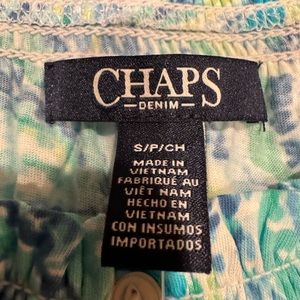 CHAPS
DENIM
S/P/CH
MADE IN
VIETNAM
FABRIQUÉ AU
VIÊT NAM
HECHO EN
VIETNAM
CON INSUMOS
IMPORTADOS